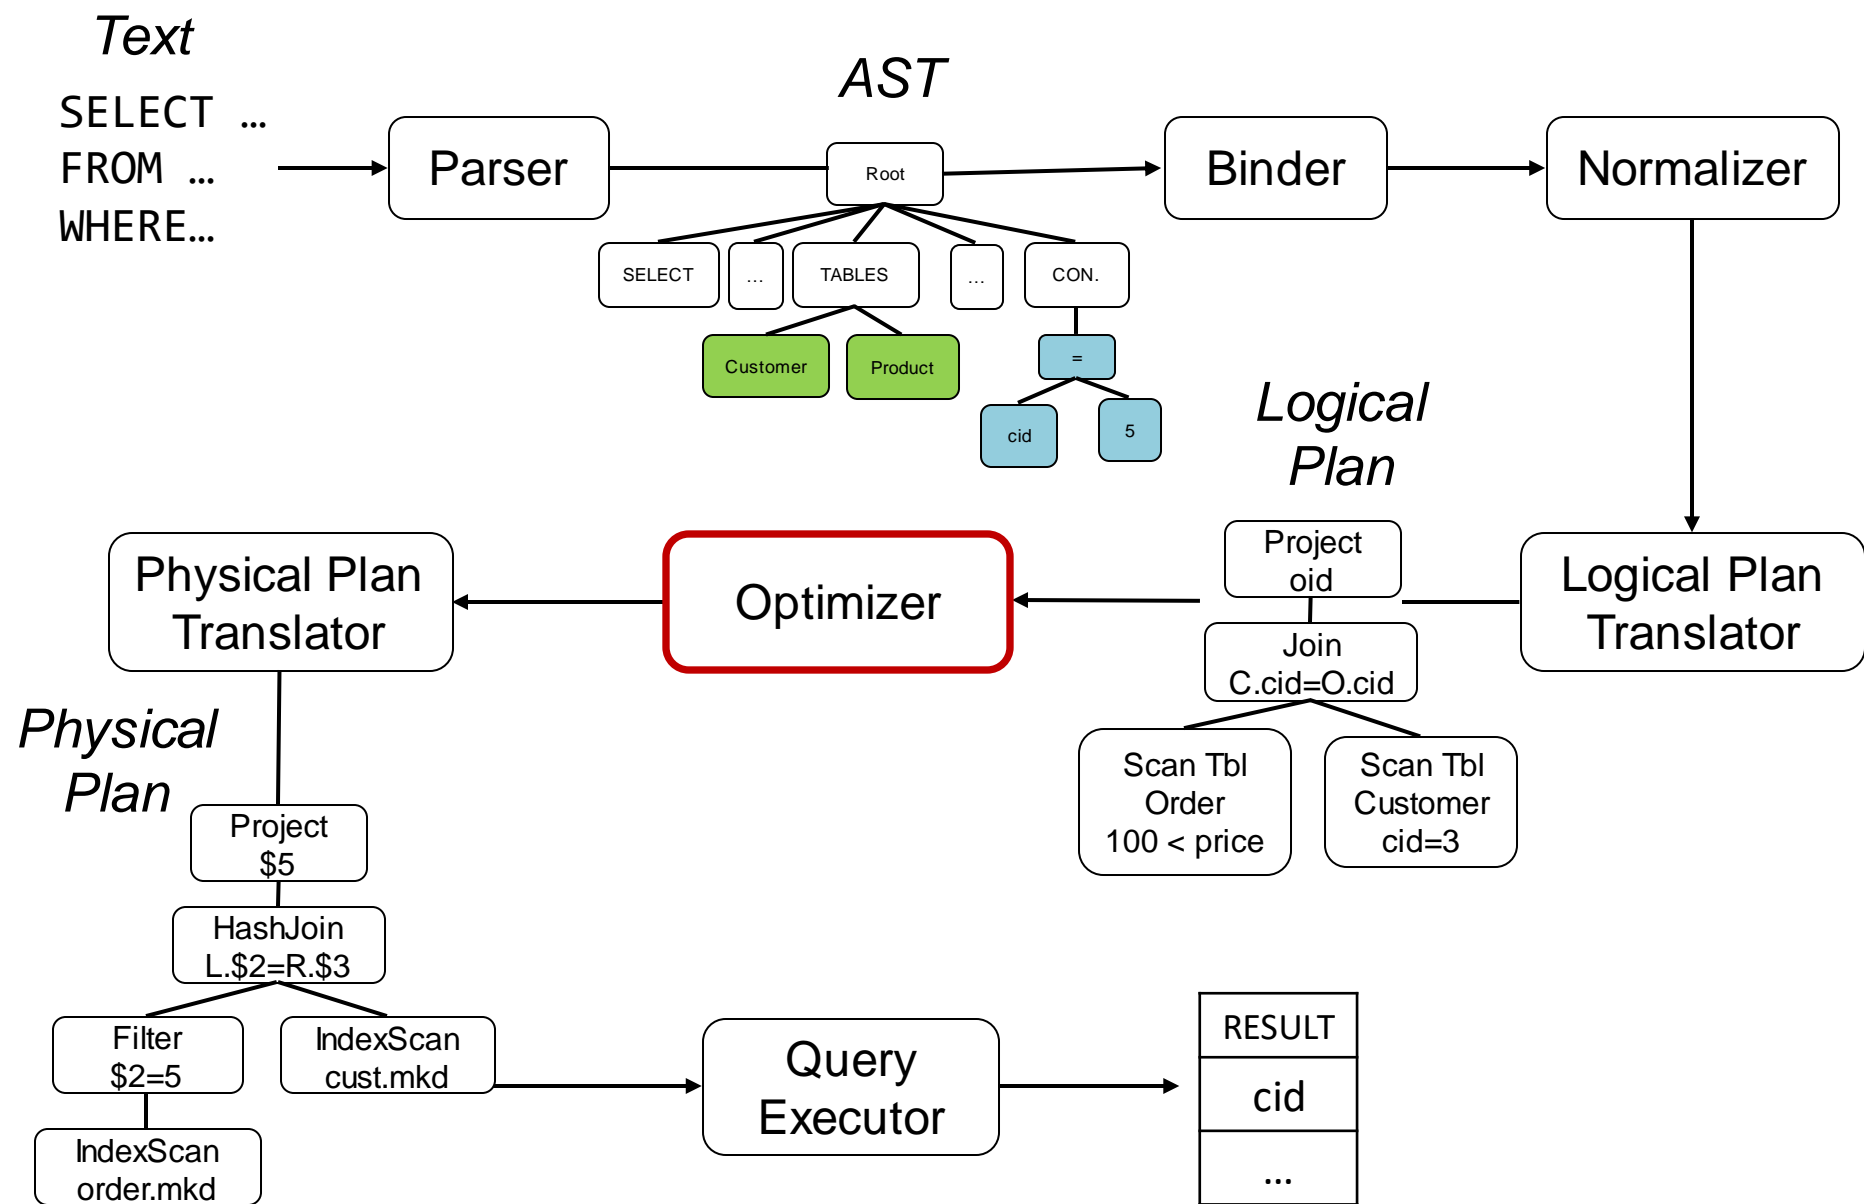 Text
SELECT …
FROM …
WHERE…
Parser
AST
Root
SELECT
…
TABLES
…
CON.
Customer
Product
=
cid
5
Binder
Normalizer
Logical
Plan
Logical Plan
Translator
Project
oid
Join
C.cid=O.cid
Scan Tbl
Order
100 < price
Scan Tbl
Customer
cid=3
Optimizer
Physical Plan
Translator
Physical
Plan
Project
$5
HashJoin
L.$2=R.$3
Filter
$2=5
IndexScan
order.mkd
IndexScan
cust.mkd
Query
Executor
RESULT
cid
…